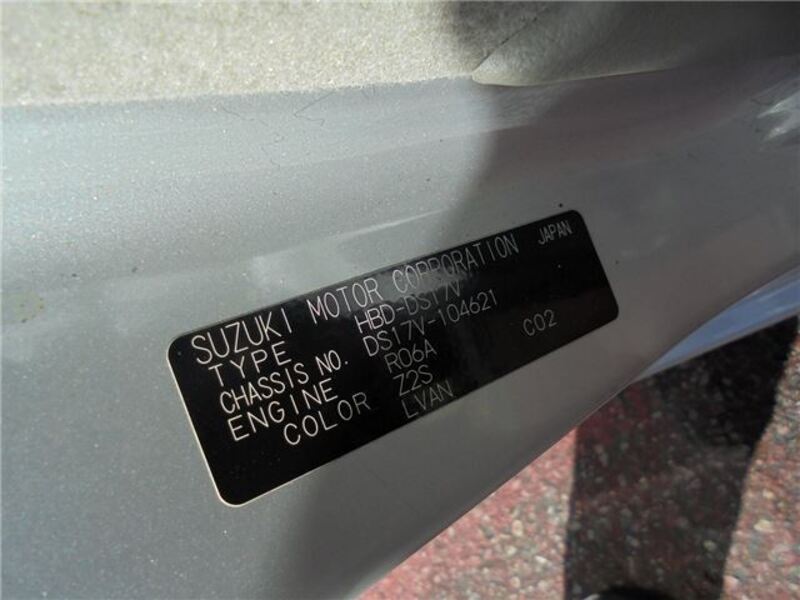 SUZUKI MOTOR CORPORATION JAPAN
TYPE HBD-DS17V
CHASSIS NO. DS17V-104621
ENGINE R06A
COLOR Z2S C02
LVAN